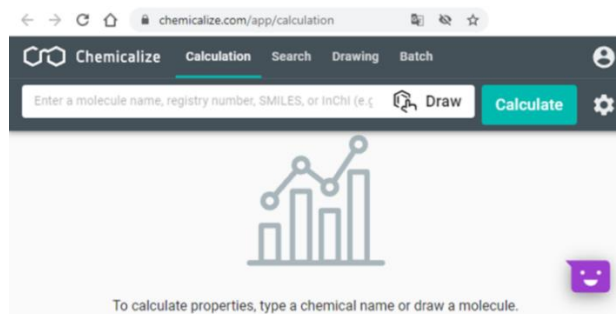 chemicalize.com/app/calculation
Chemicalize Calculation Search Drawing Batch
Enter a molecule name, registry number, SMILES, or InChI (e.g Draw Calculate
To calculate properties, type a chemical name or draw a molecule.